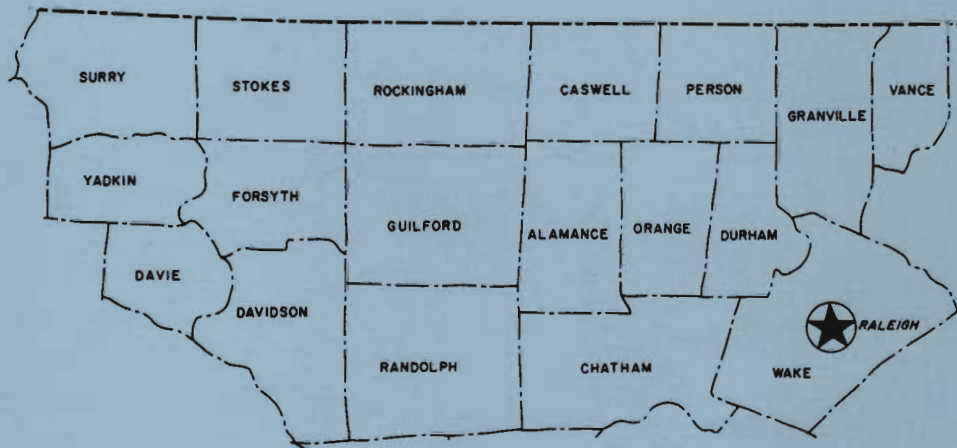 SURRY
STOKES
ROCKINGHAM
CASWELL
PERSON
GRANVILLE
VANCE
YADKIN
FORSYTH
GUILFORD
ALAMANCE
ORANGE
DURHAM
DAVIE
DAVIDSON
RALEIGH
RANDOLPH
CHATHAM
WAKE